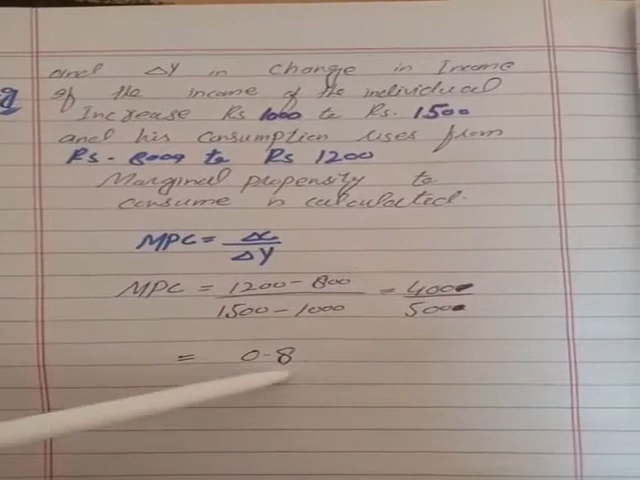 and ΔY in change in Income
of the income of the individual
Increase Rs 1000 to Rs. 1500
and his consumption uses from
Rs. 8009 to Rs 1200
Marginal propensity to
consume is calculated.
MPC = ΔC
ΔY
MPC = 1200 - 800 = 400
1500 - 1000 500
= 0.8